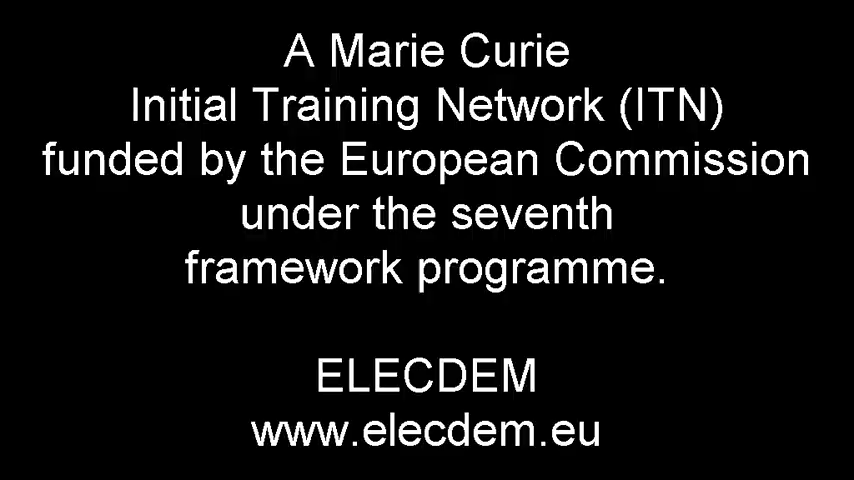 A Marie Curie
Initial Training Network (ITN)
funded by the European Commission
under the seventh
framework programme.
ELECDEM
www.elecdem.eu